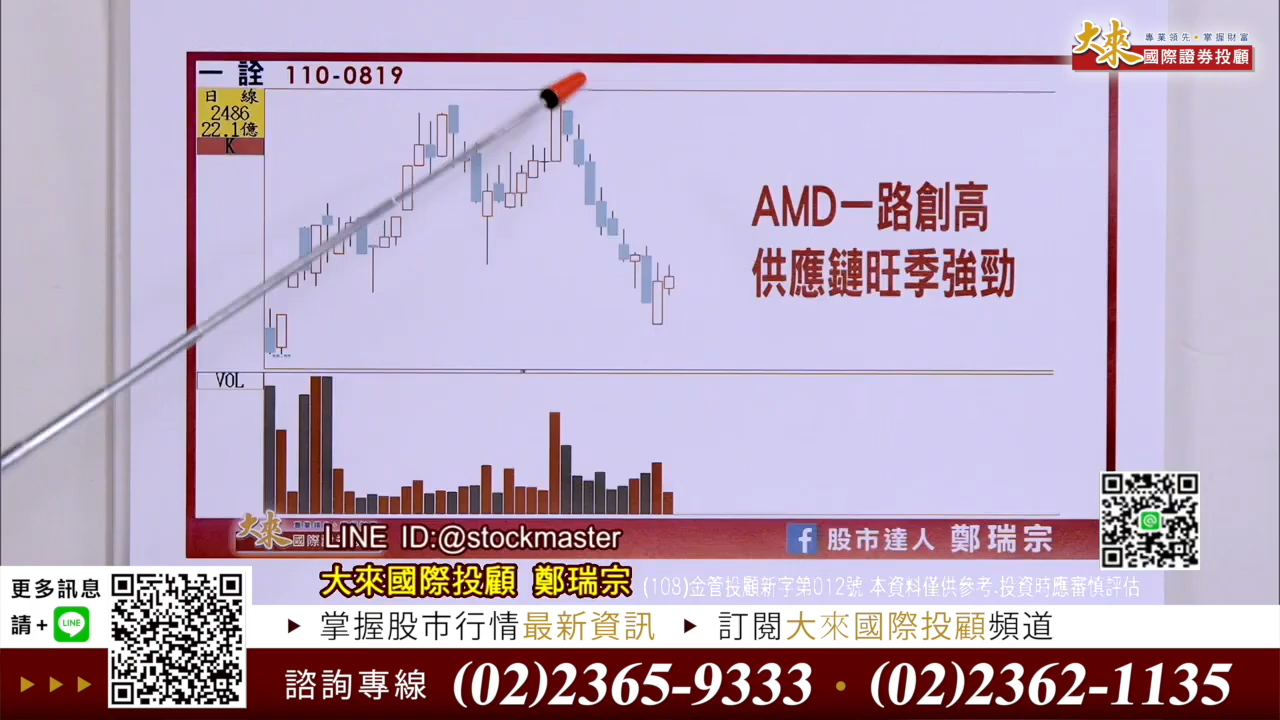 大來
專業領先•掌握財富
國際證券投顧
一詮 110-0819
日 線
2486
22.1億
K
AMD一路創高
供應鏈旺季強勁
VOL
大來
LINE ID:@stockmaster
f 股市達人 鄭瑞宗
大來國際投顧 鄭瑞宗
(108)金管投顧新字第012號.本資料僅供參考.投資時應審慎評估
更多訊息
請+ LINE
掌握股市行情最新資訊
訂閱大來國際投顧頻道
諮詢專線 (02)2365-9333•(02)2362-1135